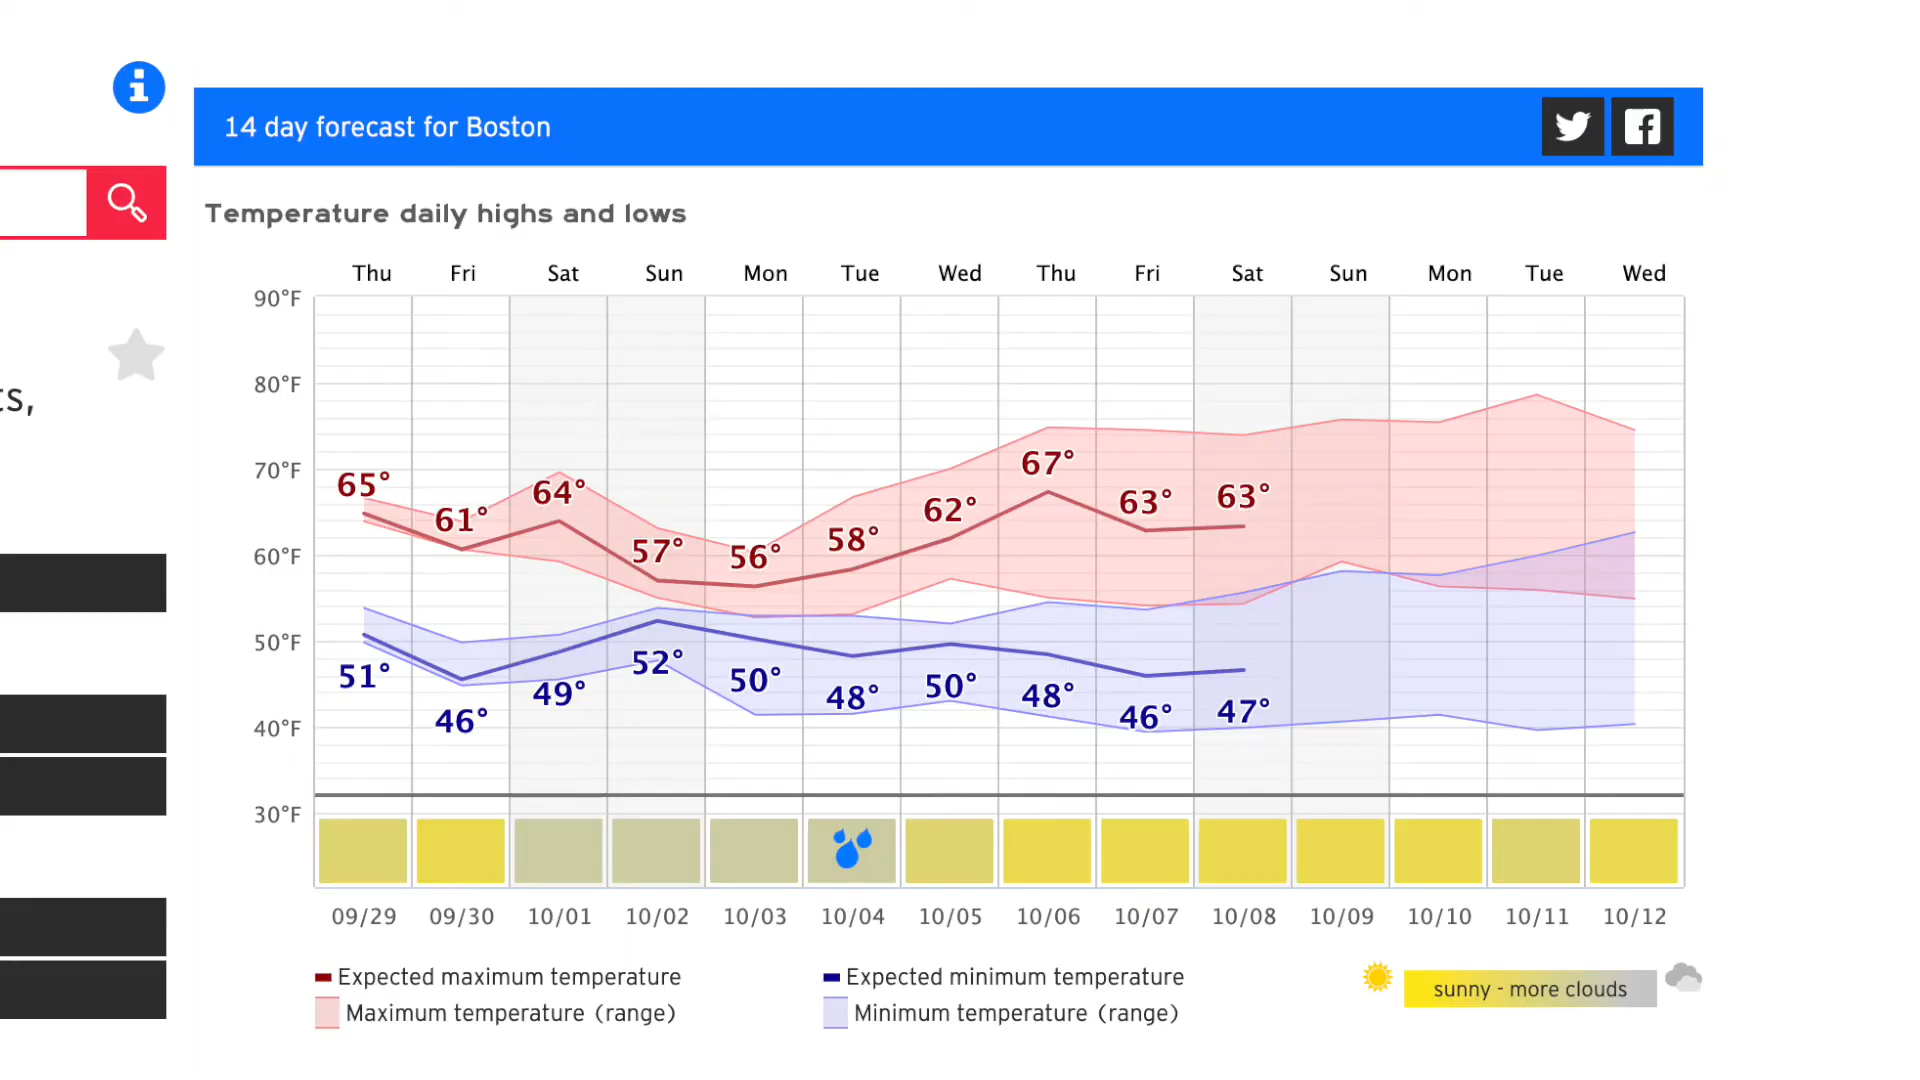 14 day forecast for Boston
Temperature daily highs and lows
Thu Fri Sat Sun Mon Tue Wed Thu Fri Sat Sun Mon Tue Wed
90°F
80°F
ts,
70°F
65° 61° 64° 57° 56° 58° 62° 67° 63° 63°
60°F
50°F
51° 46° 49° 52° 50° 48° 50° 48° 46° 47°
40°F
30°F
09/29 09/30 10/01 10/02 10/03 10/04 10/05 10/06 10/07 10/08 10/09 10/10 10/11 10/12
Expected maximum temperature Expected minimum temperature
Maximum temperature (range) Minimum temperature (range)
sunny - more clouds